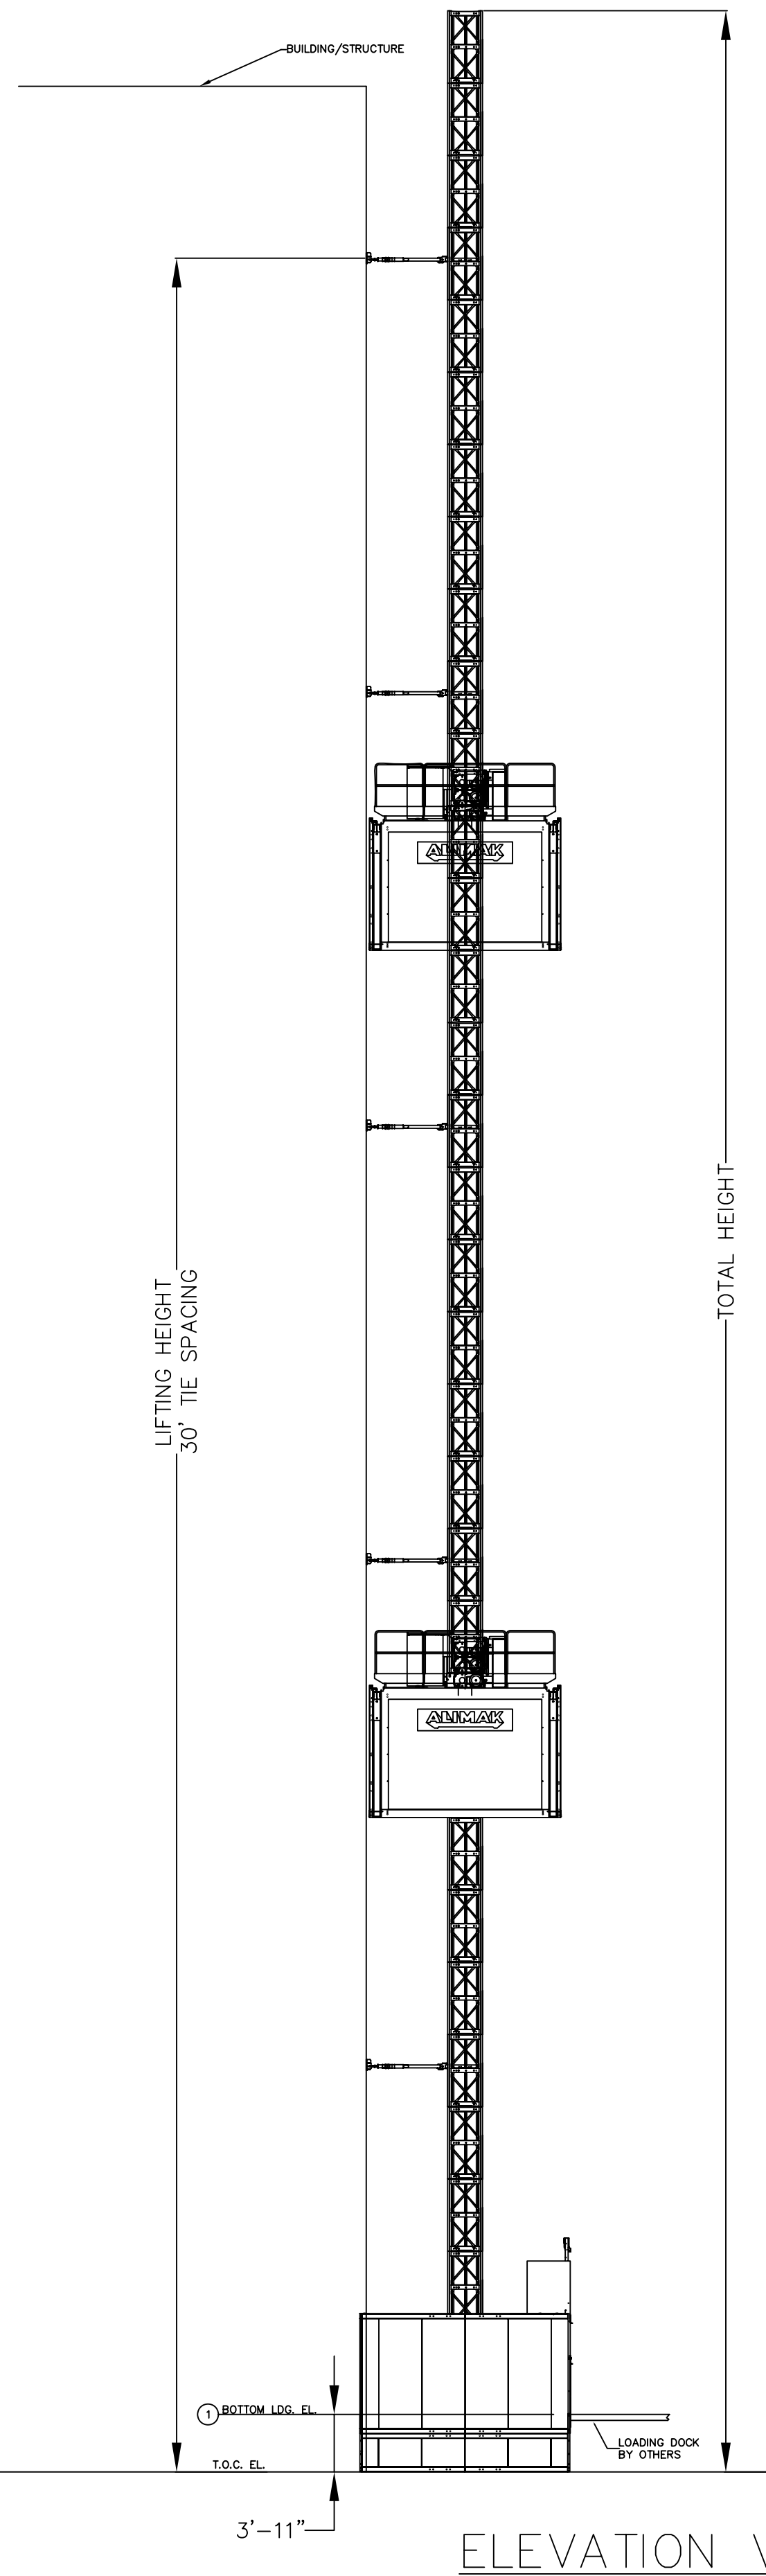 BUILDING/STRUCTURE
ALIMAK
TOTAL HEIGHT
LIFTING HEIGHT
30' TIE SPACING
ALIMAK
1 BOTTOM LDG. EL.
LOADING DOCK
BY OTHERS
T.O.C. EL.
3'-11"
ELEVATION